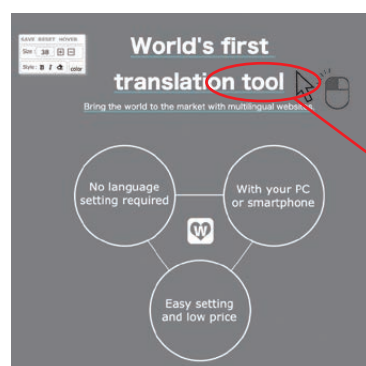 SAVE RESET HOVER
Size 38 + −
Style B I color
World's first
translation tool
Bring the world to the market with multilingual websites.
No language
setting required
With your PC
or smartphone
W
Easy setting
and low price